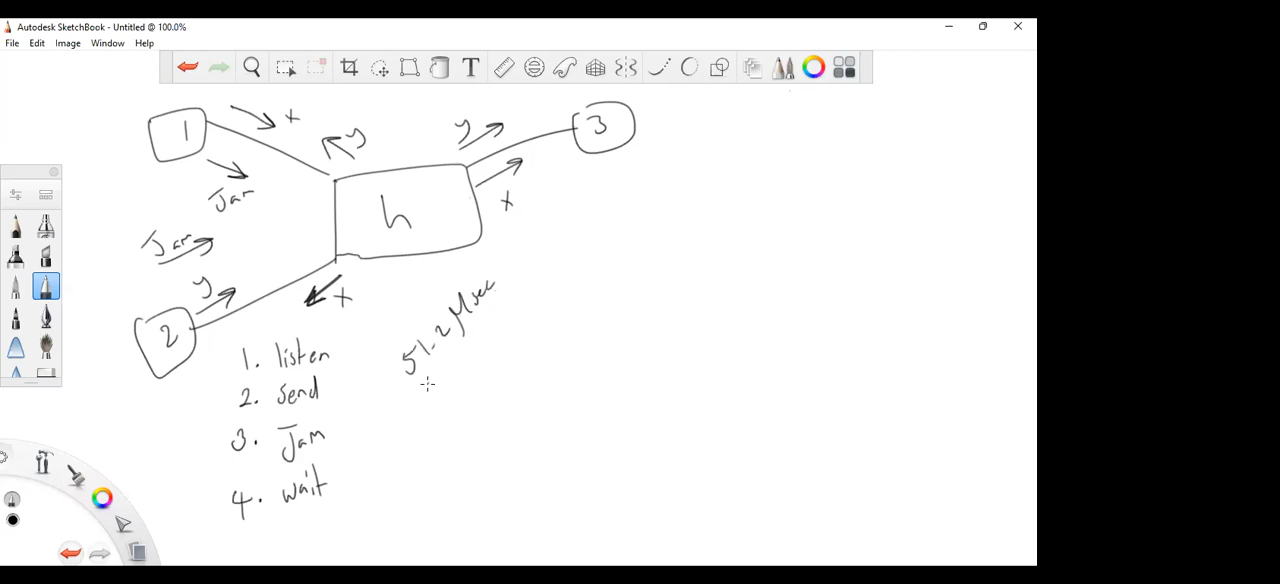 Autodesk SketchBook - Untitled @ 100.0%
File Edit Image Window Help
T
1
x
y
y
3
Jam
x
h
Jam
y
x
2
51.2 Msec
1. listen
2. send
3. Jam
4. wait